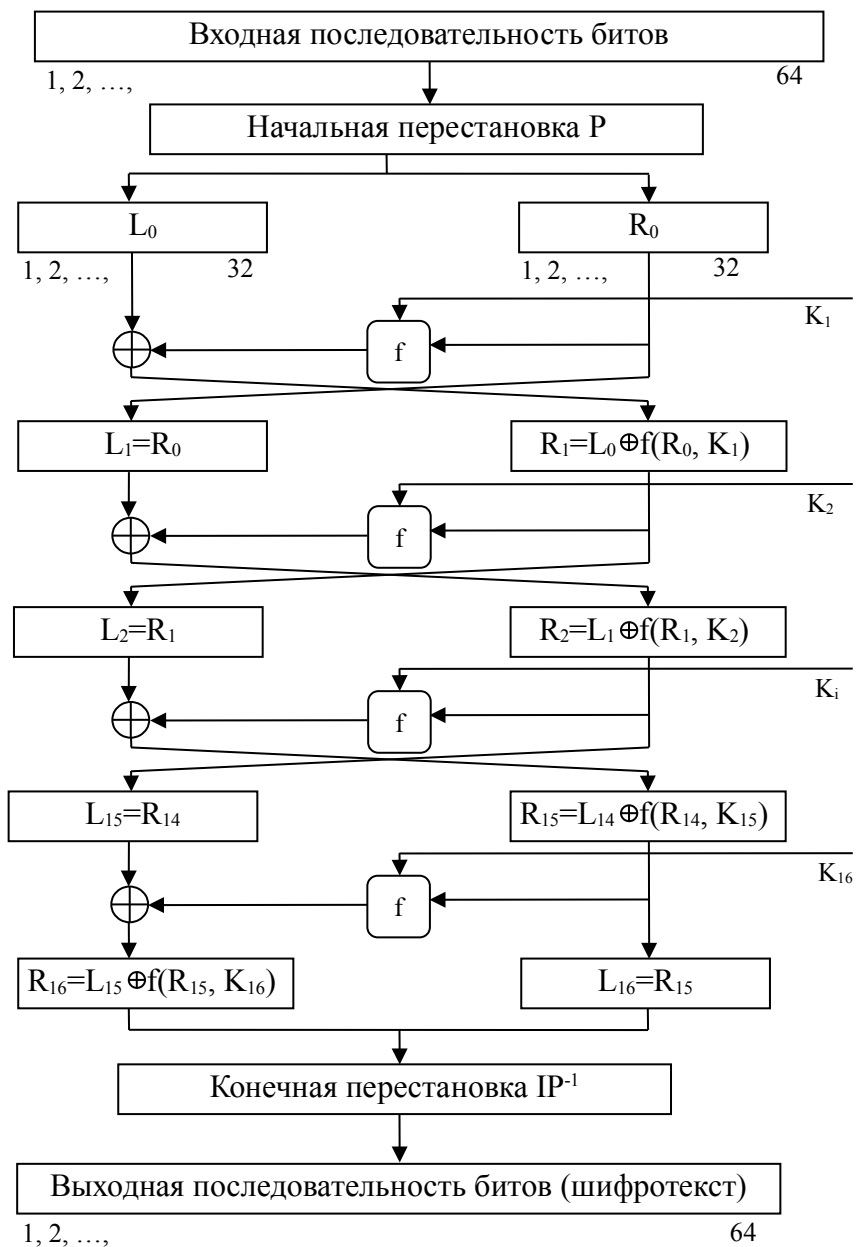 Входная последовательность битов
1, 2, …, 64
Начальная перестановка P
L₀ R₀
1, 2, …, 32 1, 2, …, 32
K₁
f
L₁=R₀ R₁=L₀⊕f(R₀, K₁)
K₂
f
L₂=R₁ R₂=L₁⊕f(R₁, K₂)
Kᵢ
f
L₁₅=R₁₄ R₁₅=L₁₄⊕f(R₁₄, K₁₅)
K₁₆
f
R₁₆=L₁₅⊕f(R₁₅, K₁₆) L₁₆=R₁₅
Конечная перестановка IP⁻¹
Выходная последовательность битов (шифротекст)
1, 2, …, 64